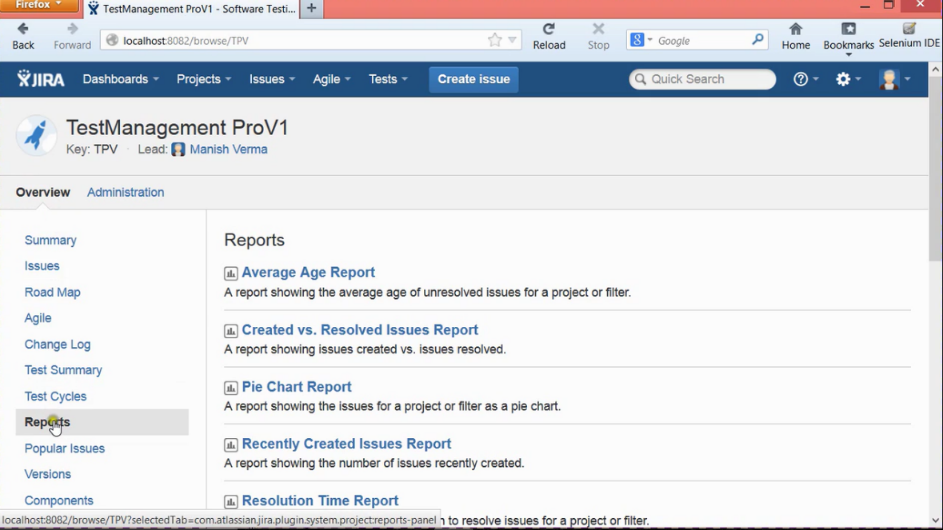 Firefox
TestManagement ProV1 - Software Testi...
Back
Forward
localhost:8082/browse/TPV
Reload
Stop
Google
Home
Bookmarks
Selenium IDE
JIRA
Dashboards
Projects
Issues
Agile
Tests
Create issue
Quick Search
TestManagement ProV1
Key: TPV · Lead: Manish Verma
Overview
Administration
Summary
Issues
Road Map
Agile
Change Log
Test Summary
Test Cycles
Reports
Popular Issues
Versions
Components
Reports
Average Age Report
A report showing the average age of unresolved issues for a project or filter.
Created vs. Resolved Issues Report
A report showing issues created vs. issues resolved.
Pie Chart Report
A report showing the issues for a project or filter as a pie chart.
Recently Created Issues Report
A report showing the number of issues recently created.
Resolution Time Report
n to resolve issues for a project or filter.
localhost:8082/browse/TPV?selectedTab=com.atlassian.jira.plugin.system.project:reports-panel